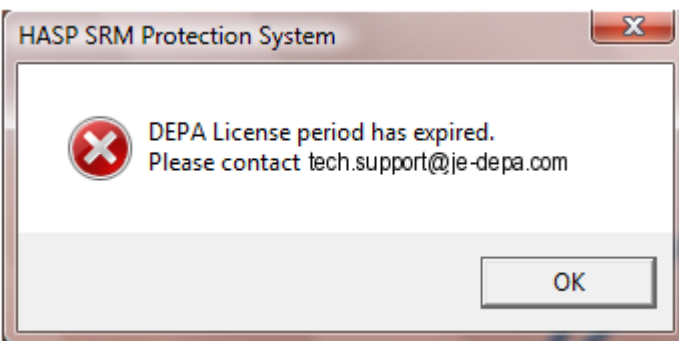 HASP SRM Protection System
DEPA License period has expired.
Please contact tech.support@je-depa.com
OK